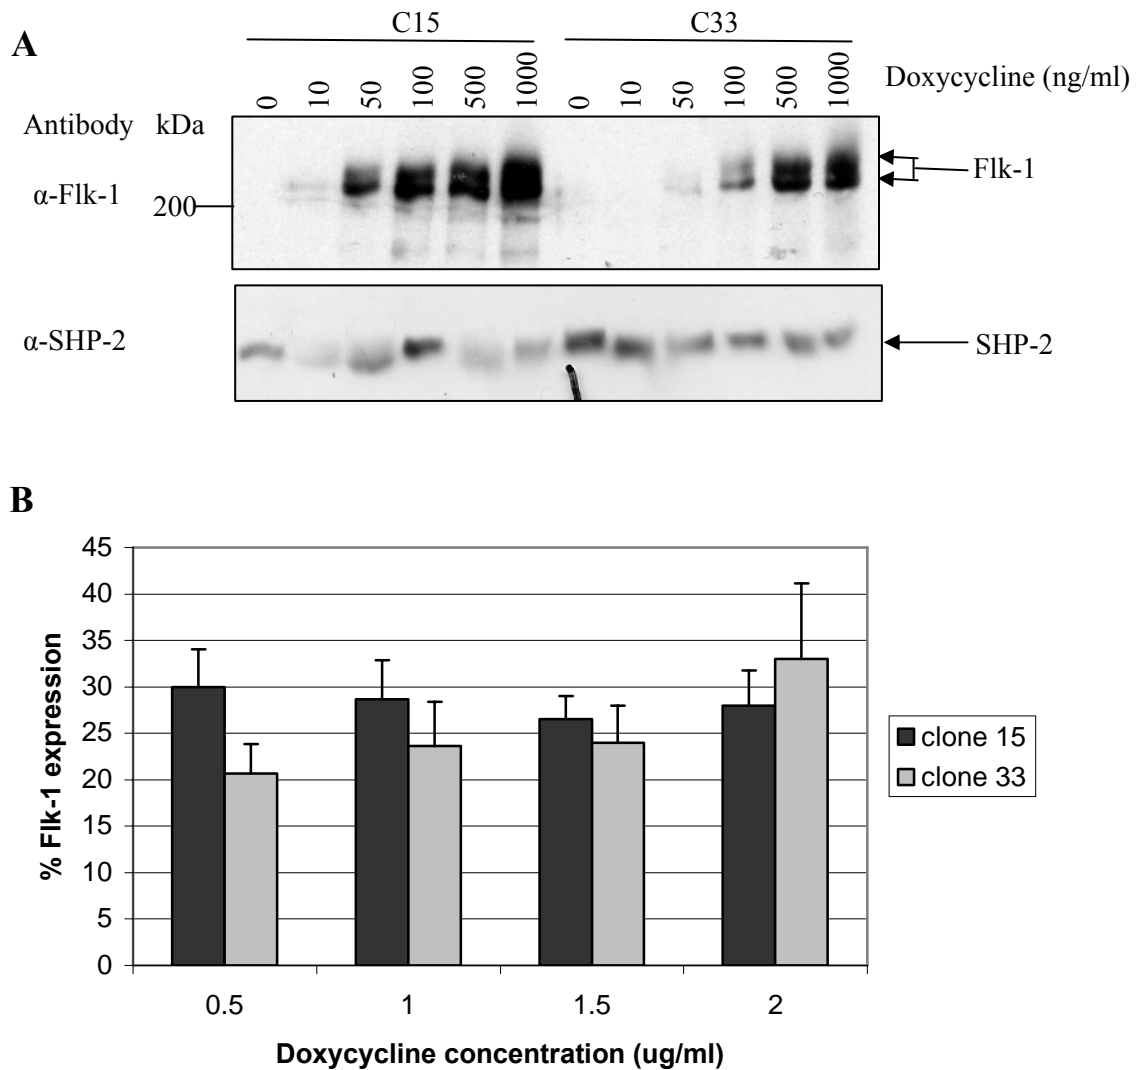 A
C15 C33
0 10 50 100 500 1000 0 10 50 100 500 1000 Doxycycline (ng/ml)
Antibody kDa
α-Flk-1
200
Flk-1
α-SHP-2
SHP-2
B
45
40
35
30
25
20
15
10
5
0
% Flk-1 expression
0.5 1 1.5 2
Doxycycline concentration (ug/ml)
clone 15
clone 33